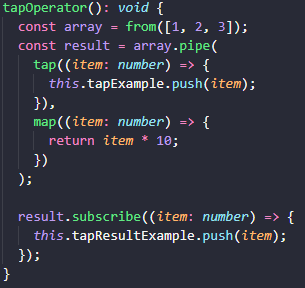 tapOperator(): void {
  const array = from([1, 2, 3]);
  const result = array.pipe(
    tap((item: number) => {
      this.tapExample.push(item);
    }),
    map((item: number) => {
      return item * 10;
    })
  );

  result.subscribe((item: number) => {
    this.tapResultExample.push(item);
  });
}